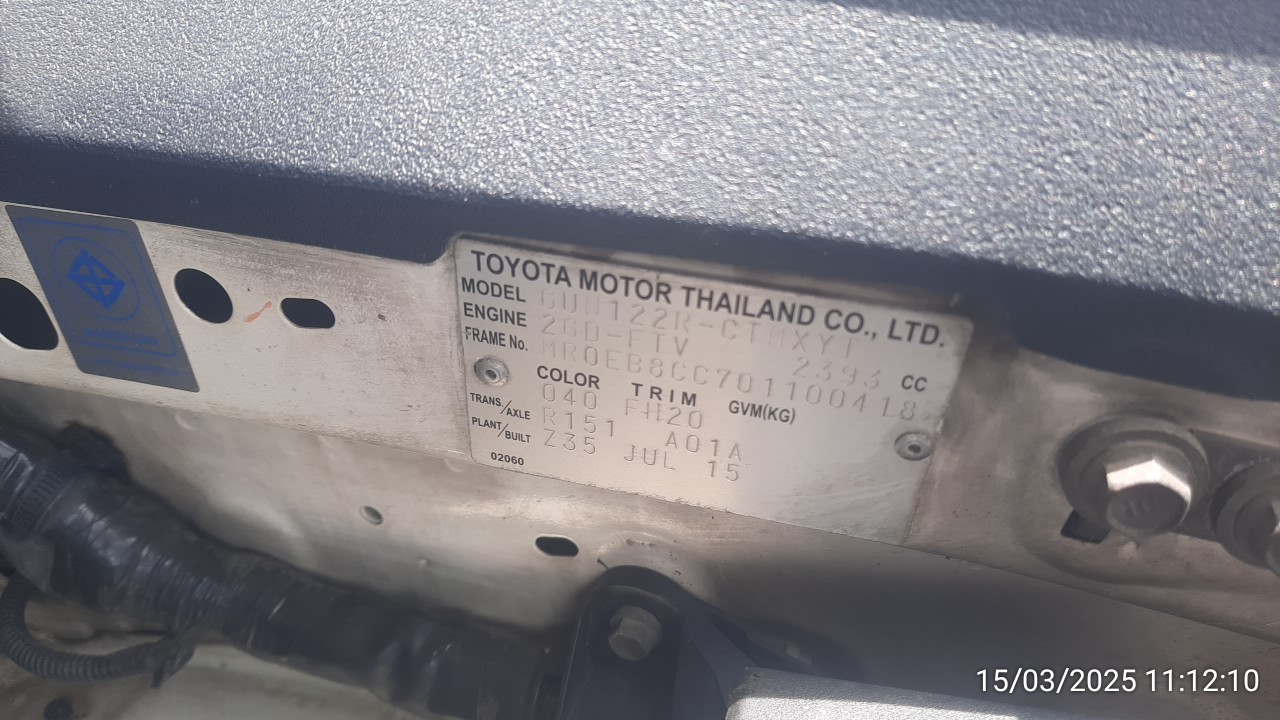 TOYOTA MOTOR THAILAND CO., LTD.
MODEL GUN122R-CTMXYT
ENGINE 2GD-FTV 2393 CC
FRAME No. MR0EB8CC701100418
COLOR TRIM GVM(KG)
040 FH20
TRANS./AXLE R151 A01A
PLANT/BUILT Z35 JUL 15
02060
15/03/2025 11:12:10